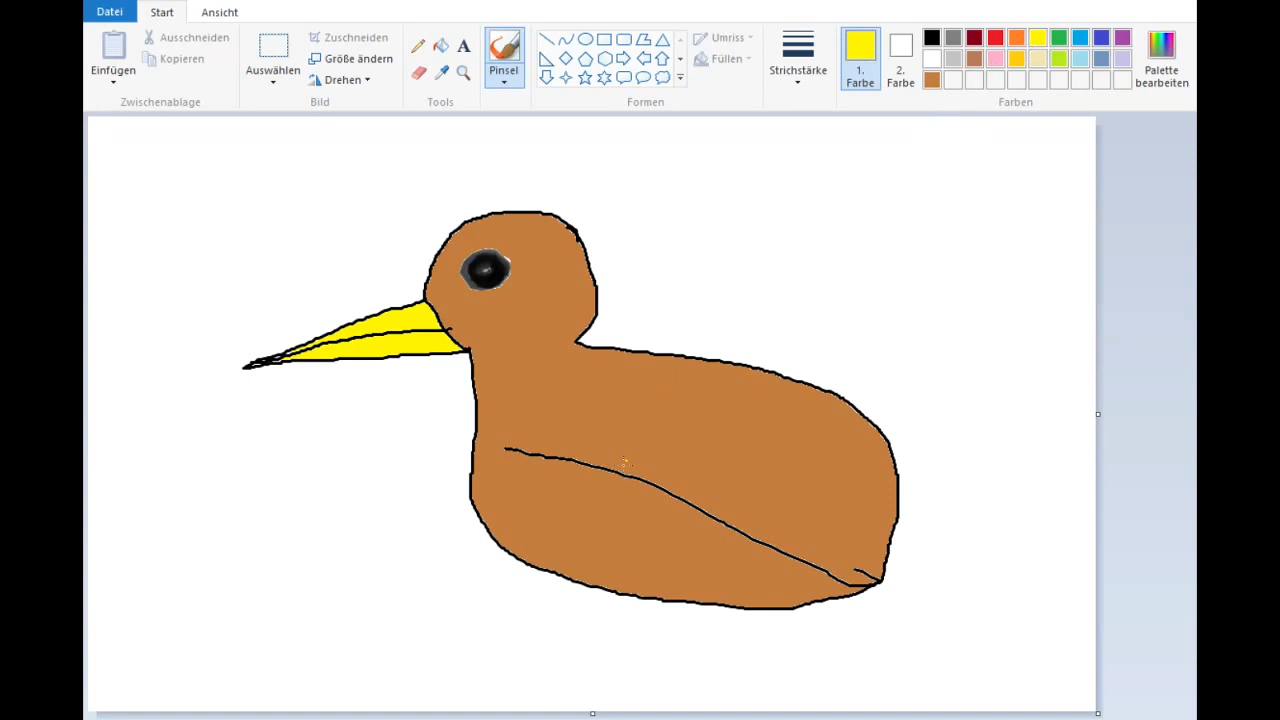 Datei Start Ansicht
Einfügen
Ausschneiden
Kopieren
Zwischenablage
Auswählen
Zuschneiden
Größe ändern
Drehen
Bild
A
Tools
Pinsel
Formen
Umriss
Füllen
Strichstärke
1.
Farbe
2.
Farbe
Palette
bearbeiten
Farben